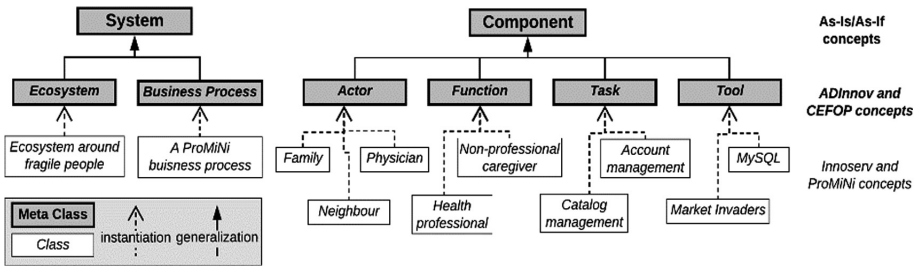 System
Component
As-Is/As-If
concepts
Ecosystem
Business Process
Actor
Function
Task
Tool
ADInnov and
CEFOP concepts
Ecosystem around
fragile people
A ProMiNi
buisness process
Family
Physician
Non-professional
caregiver
Account
management
MySQL
Innoserv and
ProMiNi concepts
Neighbour
Health
professional
Catalog
management
Market Invaders
Meta Class
Class
instantiation
generalization